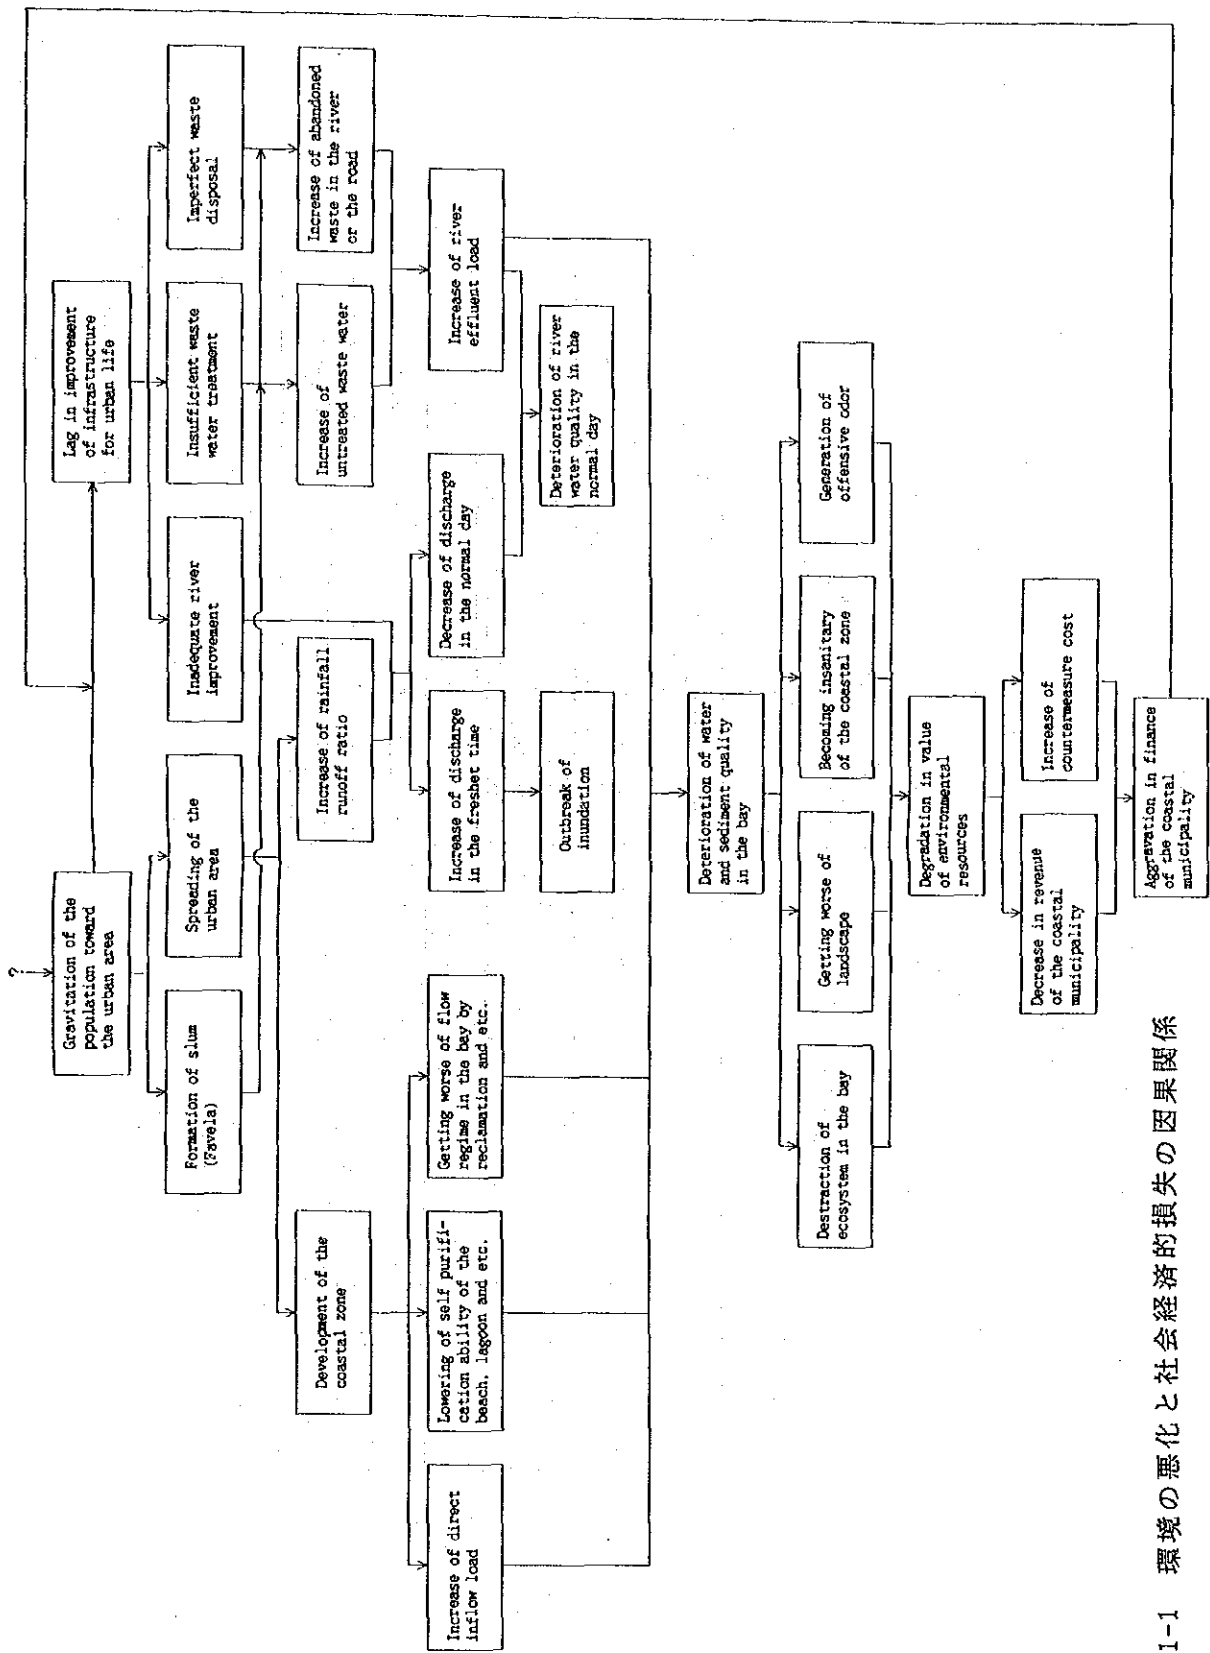 ?
Gravitation of the
population toward
the urban area
Lag in improvement
of infrastructure
for urban life
Formation of slum
(Favela)
Spreading of the
urban area
Inadequate river
improvement
Insufficient waste
water treatment
Imperfect waste
disposal
Development of the
coastal zone
Increase of rainfall
runoff ratio
Increase of
untreated waste water
Increase of abandoned
waste in the river
or the road
Increase of direct
inflow load
Lowering of self purifi-
cation ability of the
beach, lagoon and etc.
Getting worse of flow
regime in the bay by
reclamation and etc.
Increase of discharge
in the freshet time
Decrease of discharge
in the normal day
Increase of river
effluent load
Outbreak of
inundation
Deterioration of river
water quality in the
normal day
Deterioration of water
and sediment quality
in the bay
Destraction of
ecosystem in the bay
Getting worse of
landscape
Becoming insanitary
of the coastal zone
Generation of
offensive odor
Degradation in value
of environmental
resources
Decrease in revenue
of the coastal
municipality
Increase of
countermeasure cost
Aggravation in finance
of the coastal
municipality
1-1 環境の悪化と社会経済的損失の因果関係